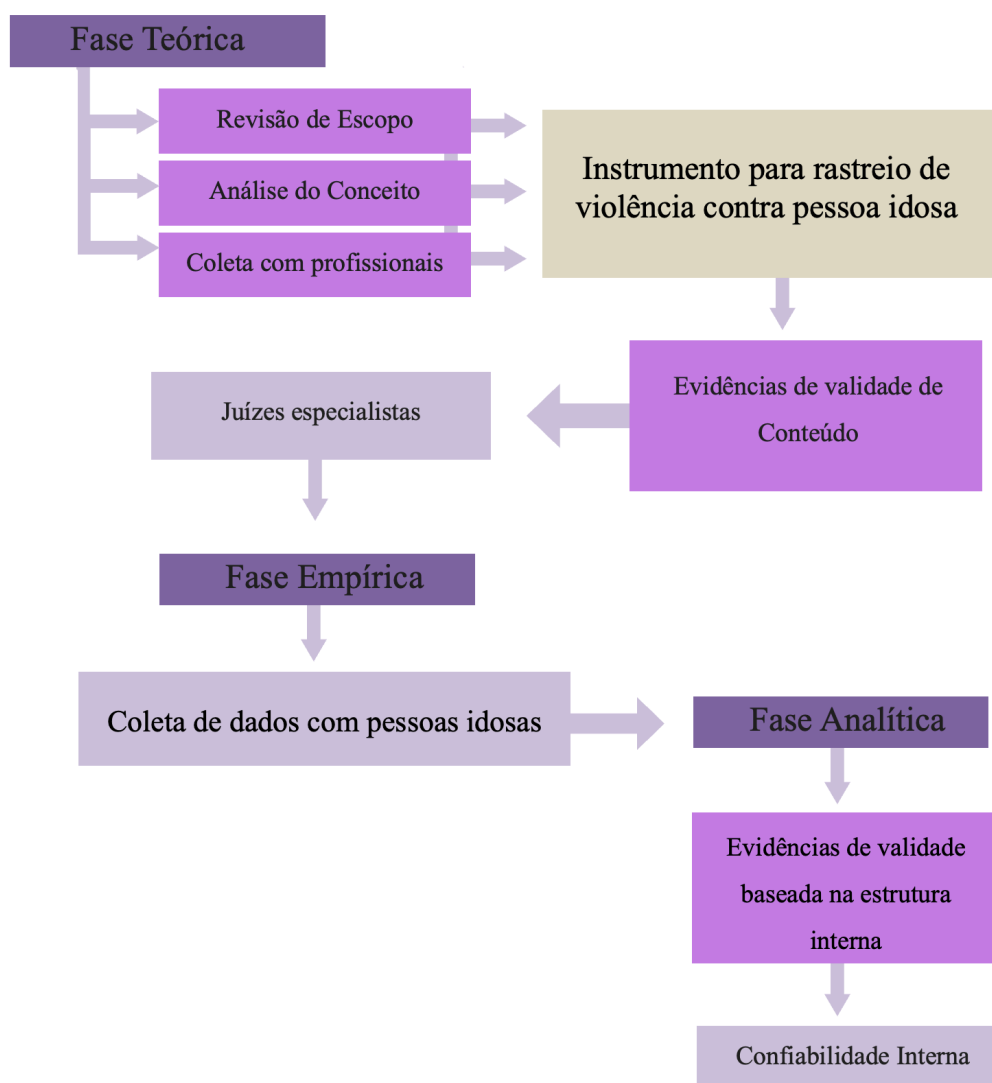 Fase Teórica
Revisão de Escopo
Análise do Conceito
Coleta com profissionais
Instrumento para rastreio de
violência contra pessoa idosa
Evidências de validade de
Conteúdo
Juízes especialistas
Fase Empírica
Coleta de dados com pessoas idosas
Fase Analítica
Evidências de validade
baseada na estrutura
interna
Confiabilidade Interna